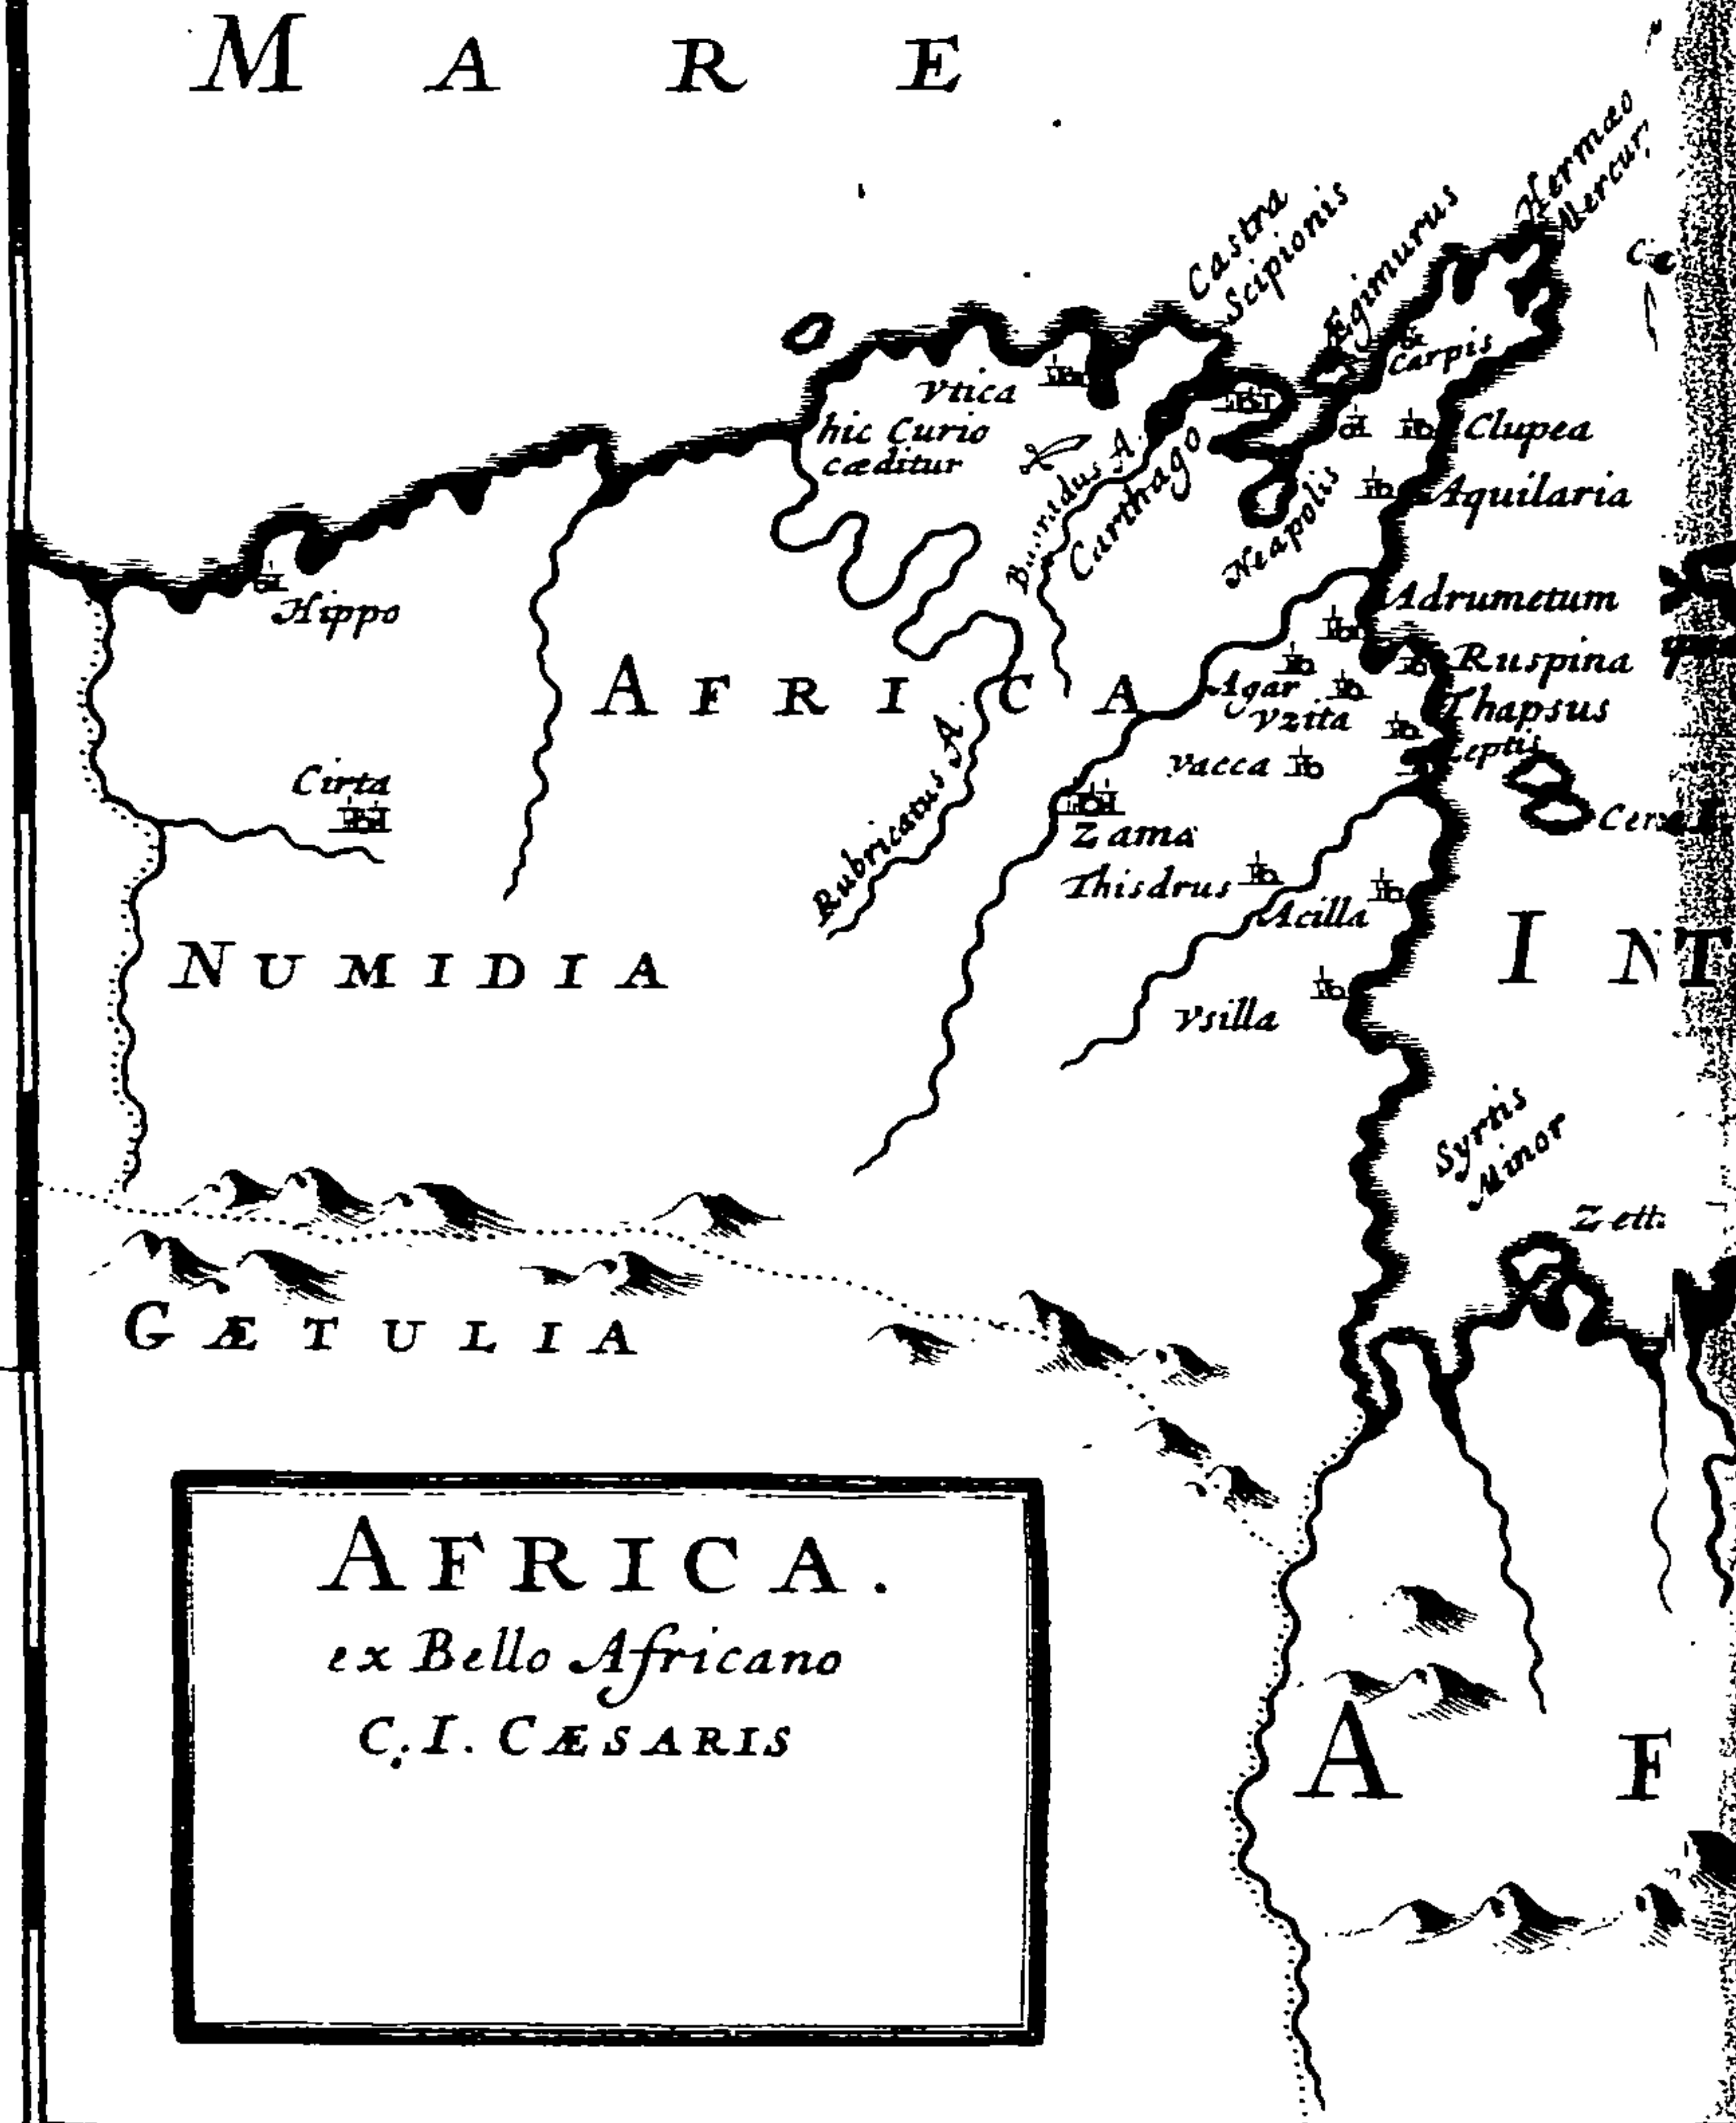 MARE
Hermæo
Mercur.
Castra
Scipionis
Ægimurus
Carpis
Vtica
hic Curio
cæditur
Clupea
Carthago
Neapolis
Aquilaria
Hippo
Adrumetum
Ruspina
AFRICA
Agar
Vzita
Thapsus
Leptis
Vacca
Cirta
Zama
Rubricatus A.
Thisdrus
Acilla
INT
NUMIDIA
Vsilla
Syrtis
Minor
GÆTULIA
AFRICA.
ex Bello Africano
C. I. CÆSARIS
A F